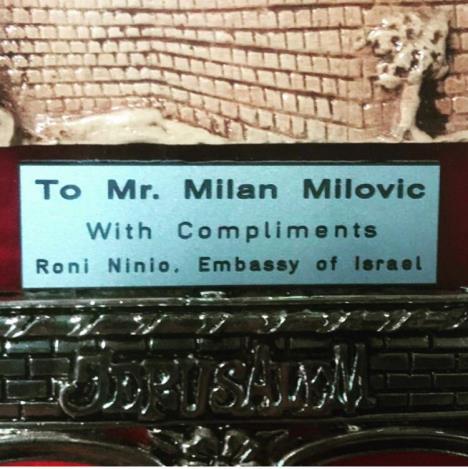 To Mr. Milan Milovic
With Compliments
Roni Ninio. Embassy of Israel
JERUSALEM